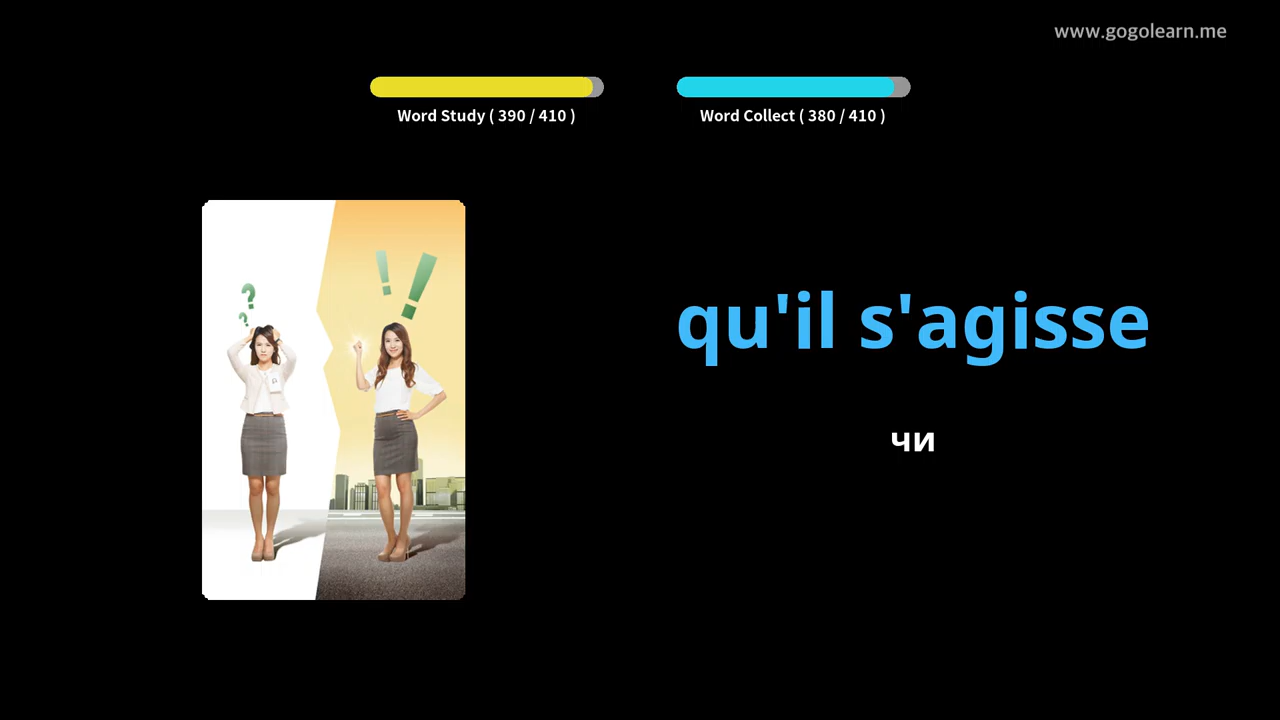 www.gogolearn.me
Word Study ( 390 / 410 )
Word Collect ( 380 / 410 )
? ?
! !
qu'il s'agisse
чи